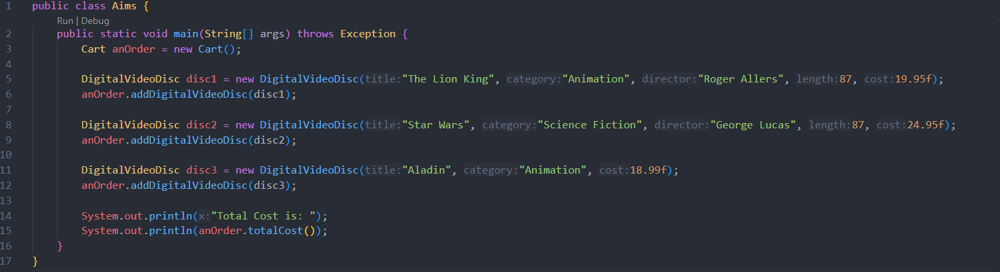 1 public class Aims {
Run | Debug
2 public static void main(String[] args) throws Exception {
3 Cart anOrder = new Cart();
4
5 DigitalVideoDisc disc1 = new DigitalVideoDisc(title:"The Lion King", category:"Animation", director:"Roger Allers", length:87, cost:19.95f);
6 anOrder.addDigitalVideoDisc(disc1);
7
8 DigitalVideoDisc disc2 = new DigitalVideoDisc(title:"Star Wars", category:"Science Fiction", director:"George Lucas", length:87, cost:24.95f);
9 anOrder.addDigitalVideoDisc(disc2);
10
11 DigitalVideoDisc disc3 = new DigitalVideoDisc(title:"Aladin", category:"Animation", cost:18.99f);
12 anOrder.addDigitalVideoDisc(disc3);
13
14 System.out.println(x:"Total Cost is: ");
15 System.out.println(anOrder.totalCost());
16 }
17 }